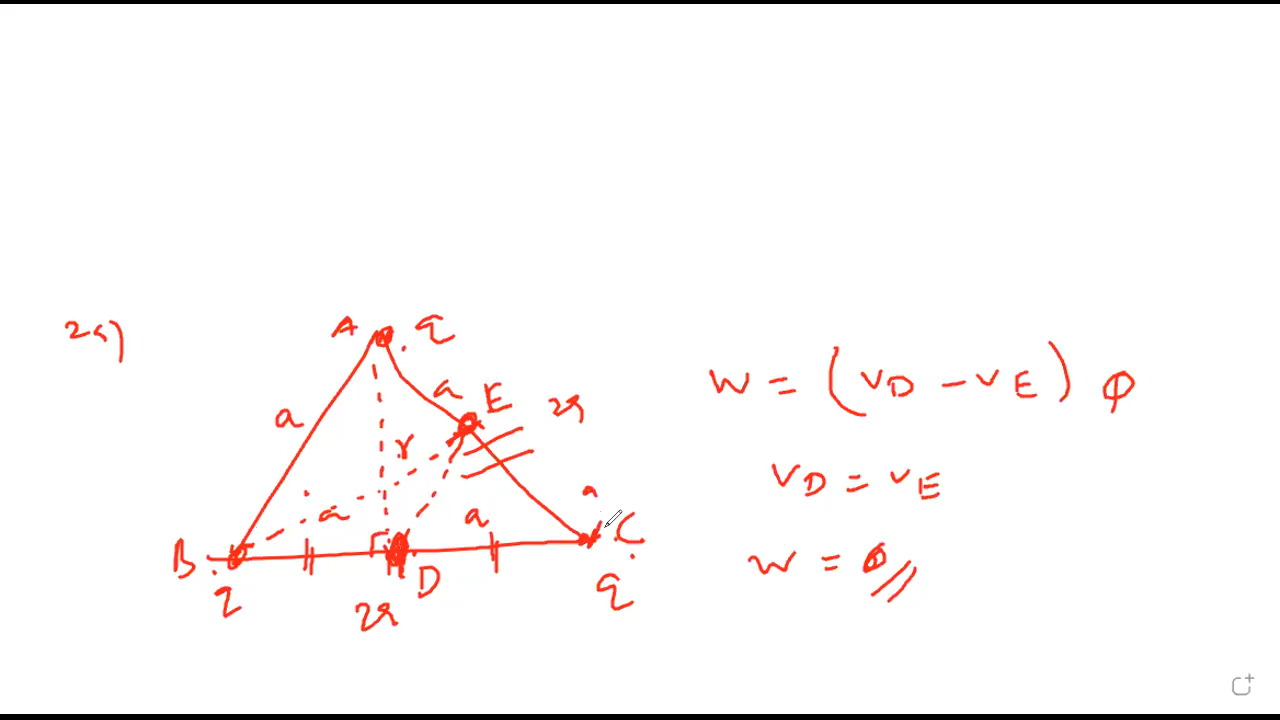 25)
A q
a E
a 2q
r
a a a
B D C
q 2q q
W = (VD - VE) Q
VD = VE
W = 0